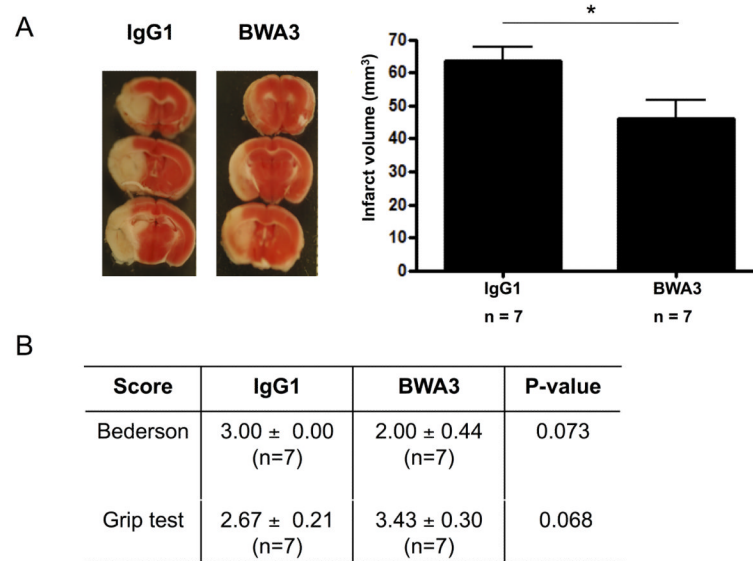 A
IgG1 BWA3
*
Infarct volume (mm³)
70
60
50
40
30
20
10
0
IgG1 BWA3
n = 7 n = 7
B
Score IgG1 BWA3 P-value
Bederson 3.00 ± 0.00 2.00 ± 0.44 0.073
(n=7) (n=7)
Grip test 2.67 ± 0.21 3.43 ± 0.30 0.068
(n=7) (n=7)